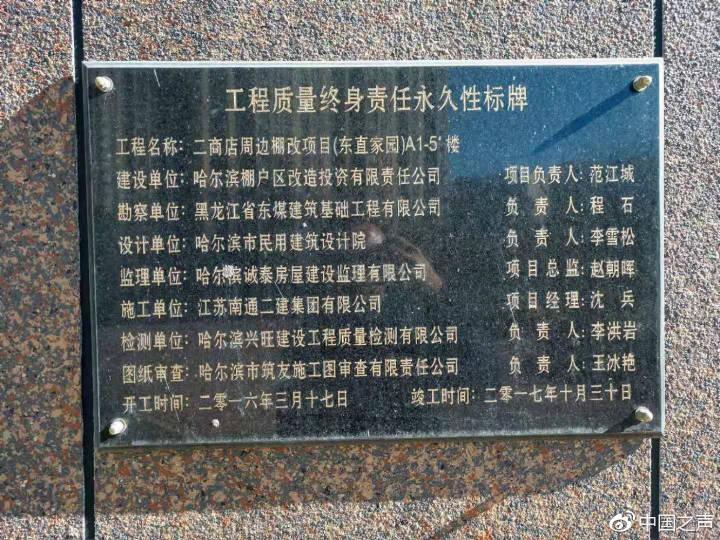 工程质量终身责任永久性标牌
工程名称：二商店周边棚改项目(东直家园)A1-5#楼
建设单位：哈尔滨棚户区改造投资有限责任公司 项目负责人：范江城
勘察单位：黑龙江省东煤建筑基础工程有限公司 负责人：程石
设计单位：哈尔滨市民用建筑设计院 负责人：李雪松
监理单位：哈尔滨诚泰房屋建设监理有限公司 项目总监：赵朝晖
施工单位：江苏南通二建集团有限公司 项目经理：沈兵
检测单位：哈尔滨兴旺建设工程质量检测有限公司 负责人：李洪岩
图纸审查：哈尔滨市筑友施工图审查有限责任公司 负责人：王冰艳
开工时间：二零一六年三月十七日 竣工时间：二零一七年十月三十日
中国之声